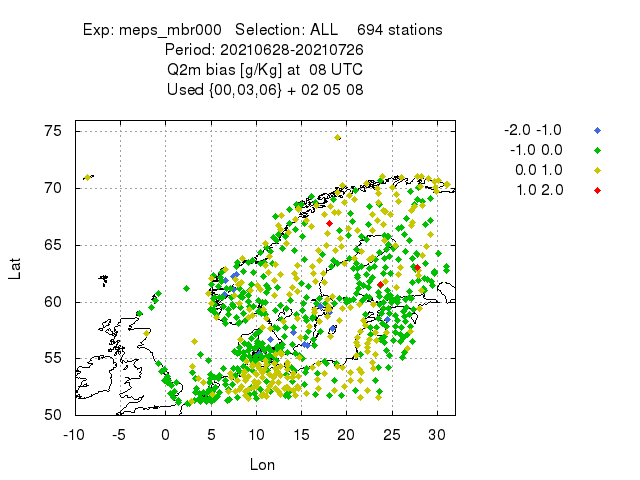 Exp: meps_mbr000   Selection: ALL    694 stations
Period: 20210628-20210726
Q2m bias [g/Kg] at  08 UTC
Used {00,03,06} + 02 05 08
-2.0 -1.0
-1.0 0.0
0.0 1.0
1.0 2.0
75
70
65
60
55
50
Lat
-10 -5 0 5 10 15 20 25 30
Lon